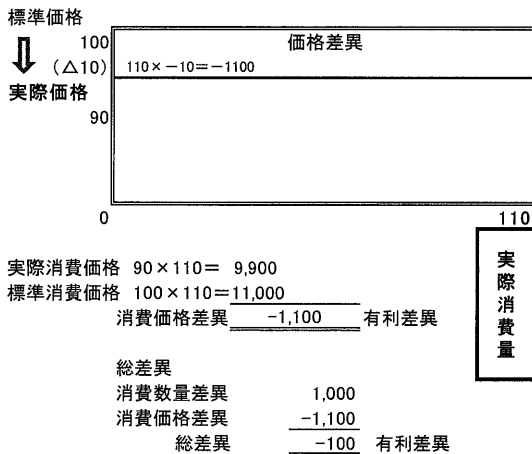 標準価格
100 価格差異
(△10) 110×−10=−1100
実際価格
90
0 110
実際消費量
実際消費価格 90×110= 9,900
標準消費価格 100×110=11,000
消費価格差異 -1,100 有利差異
総差異
消費数量差異 1,000
消費価格差異 -1,100
総差異 -100 有利差異